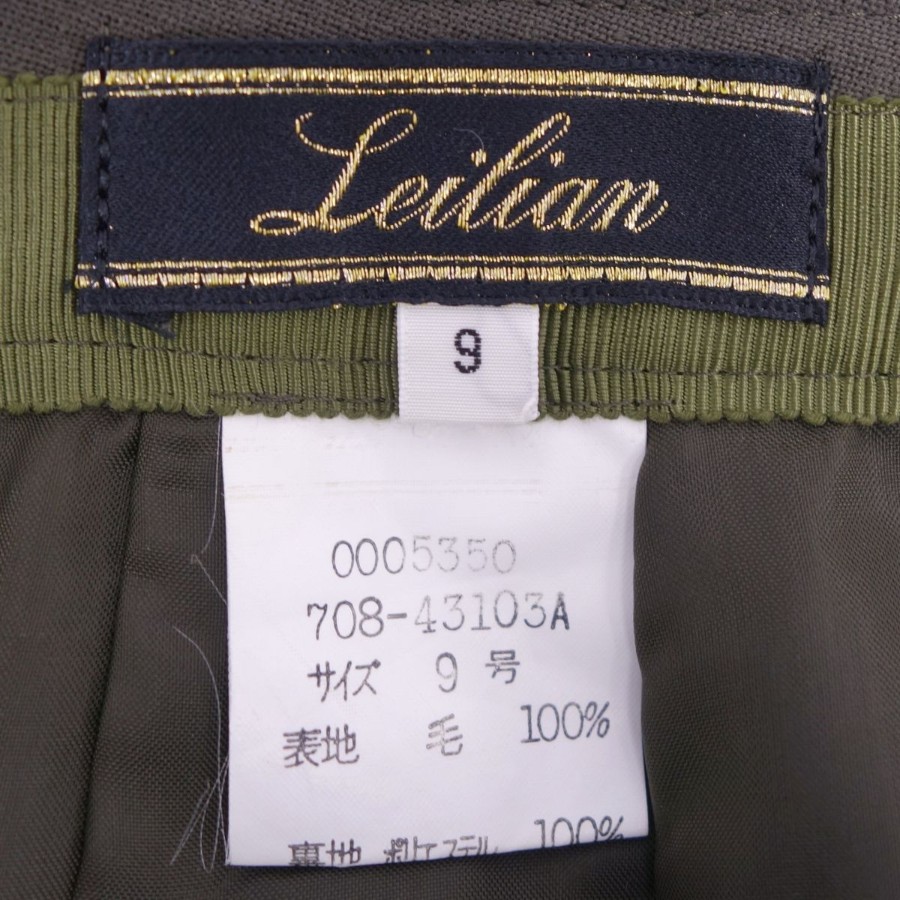 Leilian
9
0005350
708-43103A
サイズ 9 号
表地 毛 100%
裏地 ポリエステル 100%